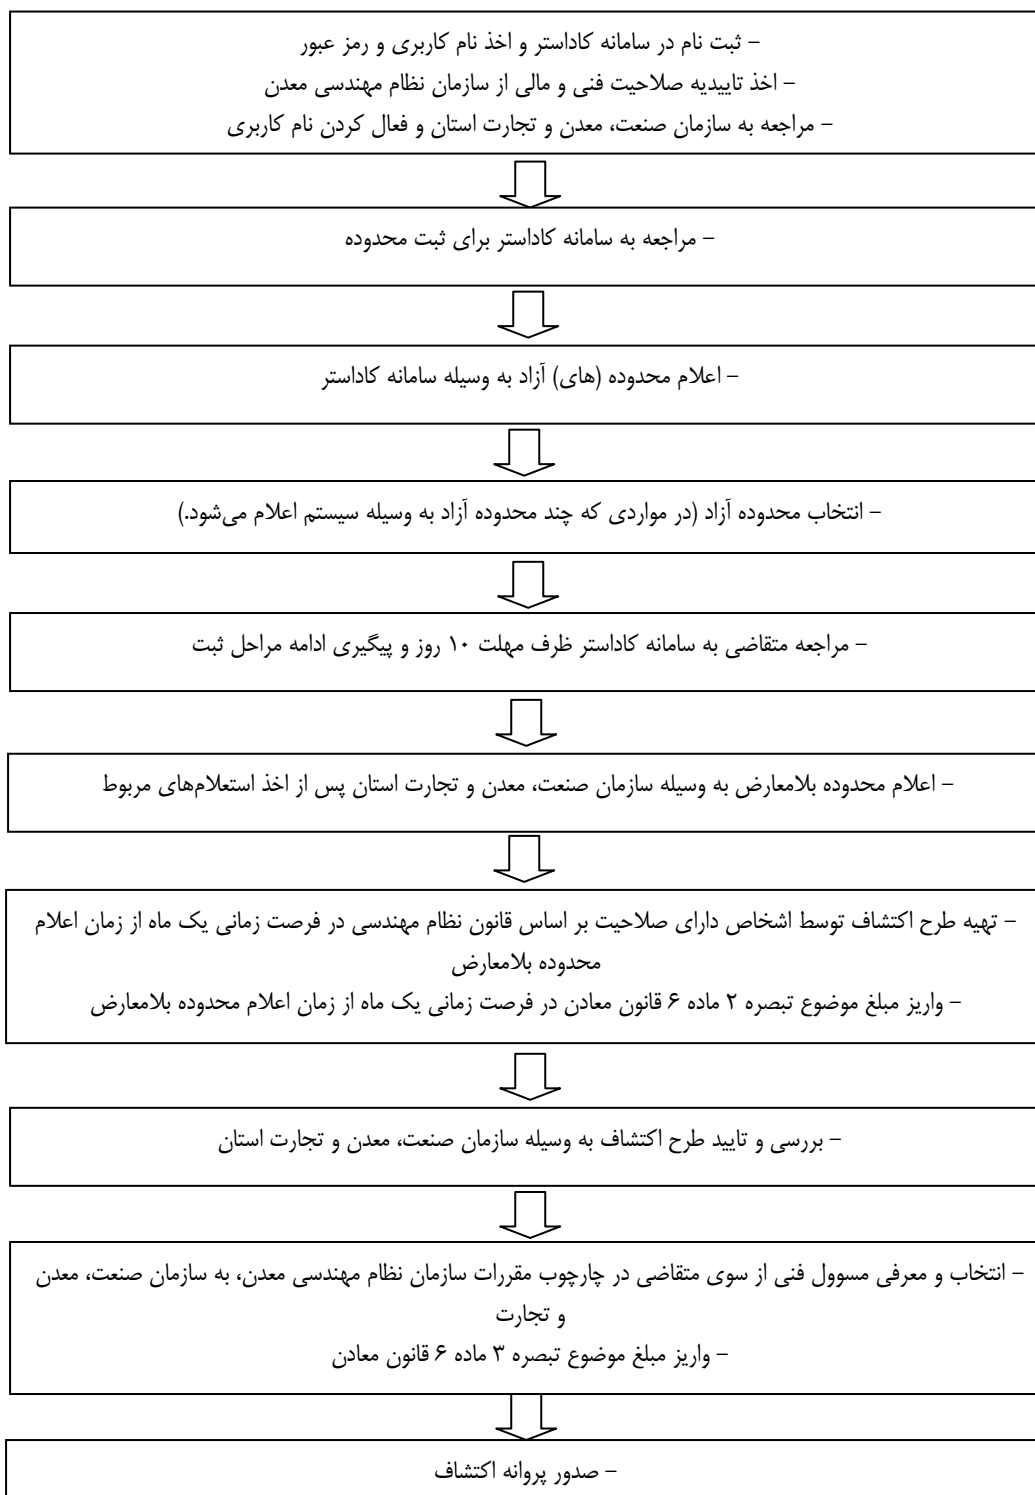 - ثبت نام در سامانه کاداستر و اخذ نام کاربری و رمز عبور
- اخذ تاییدیه صلاحیت فنی و مالی از سازمان نظام مهندسی معدن
- مراجعه به سازمان صنعت، معدن و تجارت استان و فعال کردن نام کاربری
- مراجعه به سامانه کاداستر برای ثبت محدوده
- اعلام محدوده (های) آزاد به وسیله سامانه کاداستر
- انتخاب محدوده آزاد (در مواردی که چند محدوده آزاد به وسیله سیستم اعلام می‌شود.)
- مراجعه متقاضی به سامانه کاداستر ظرف مهلت ۱۰ روز و پیگیری ادامه مراحل ثبت
- اعلام محدوده بلامعارض به وسیله سازمان صنعت، معدن و تجارت استان پس از اخذ استعلام‌های مربوط
- تهیه طرح اکتشاف توسط اشخاص دارای صلاحیت بر اساس قانون نظام مهندسی در فرصت زمانی یک ماه از زمان اعلام
محدوده بلامعارض
- واریز مبلغ موضوع تبصره ۲ ماده ۶ قانون معادن در فرصت زمانی یک ماه از زمان اعلام محدوده بلامعارض
- بررسی و تایید طرح اکتشاف به وسیله سازمان صنعت، معدن و تجارت استان
- انتخاب و معرفی مسوول فنی از سوی متقاضی در چارچوب مقررات سازمان نظام مهندسی معدن، به سازمان صنعت، معدن
و تجارت
- واریز مبلغ موضوع تبصره ۳ ماده ۶ قانون معادن
- صدور پروانه اکتشاف